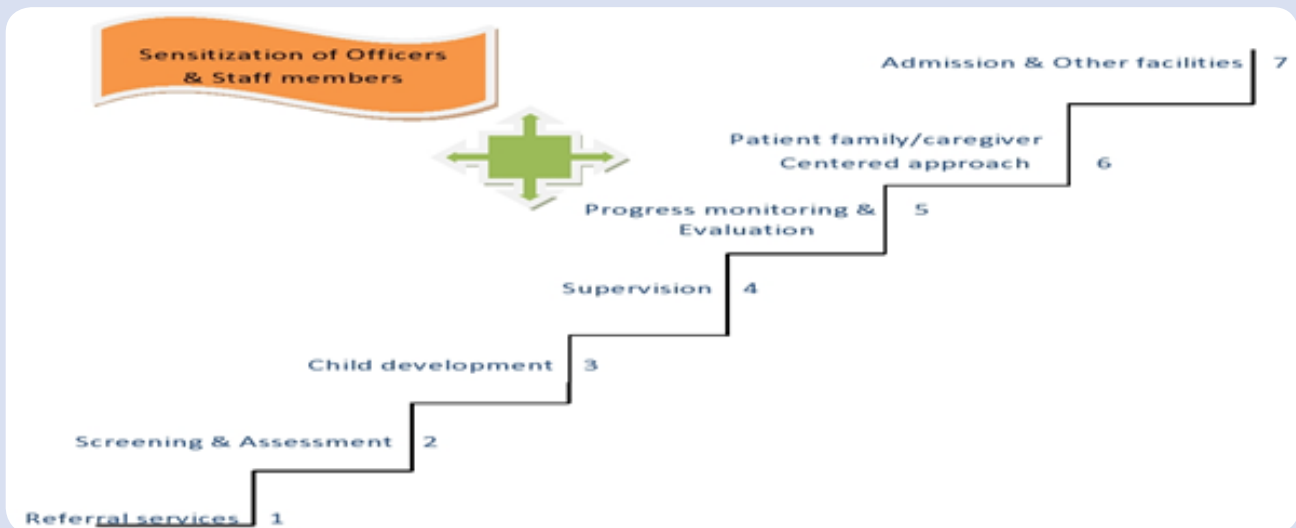 Sensitization of Officers
& Staff members
Admission & Other facilities 7
Patient family/caregiver
Centered approach 6
Progress monitoring & 5
Evaluation
Supervision 4
Child development 3
Screening & Assessment 2
Referral services 1